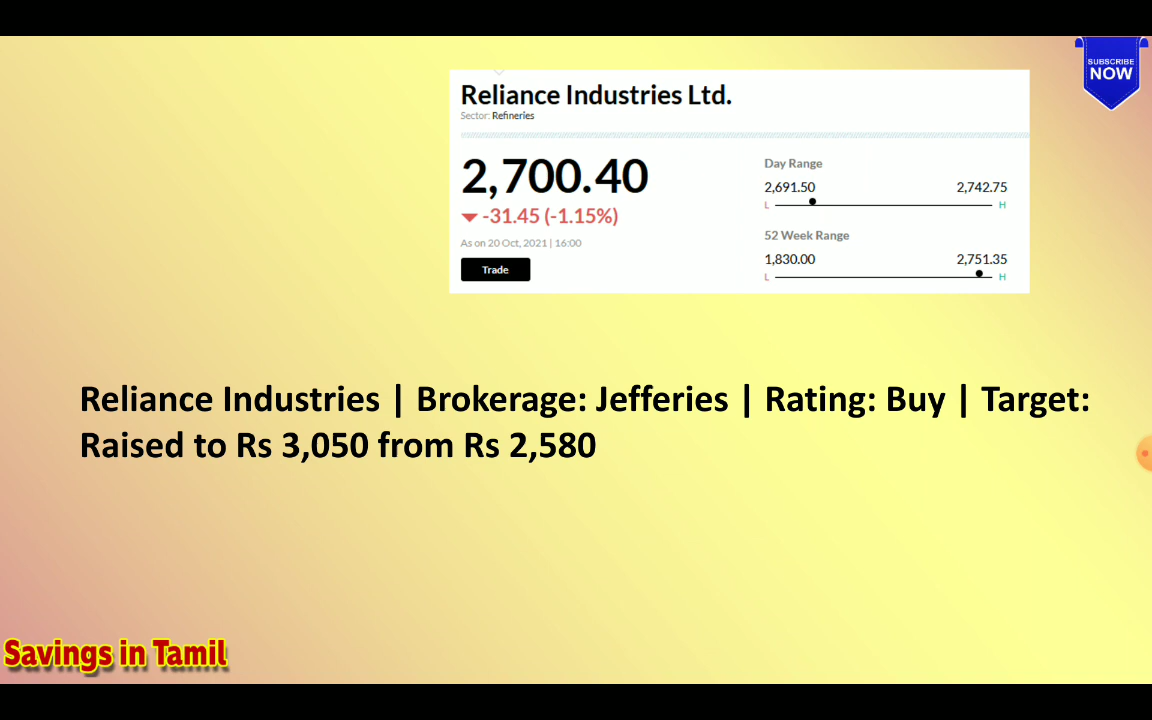 SUBSCRIBE
NOW
Reliance Industries Ltd.
Sector: Refineries
2,700.40
-31.45 (-1.15%)
As on 20 Oct, 2021 | 16:00
Trade
Day Range
2,691.50 2,742.75
L H
52 Week Range
1,830.00 2,751.35
L H
Reliance Industries | Brokerage: Jefferies | Rating: Buy | Target:
Raised to Rs 3,050 from Rs 2,580
Savings in Tamil